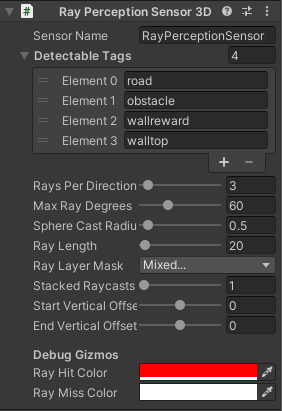 Ray Perception Sensor 3D
Sensor Name RayPerceptionSensor
Detectable Tags 4
Element 0 road
Element 1 obstacle
Element 2 wallreward
Element 3 walltop
+ −
Rays Per Direction 3
Max Ray Degrees 60
Sphere Cast Radiu 0.5
Ray Length 20
Ray Layer Mask Mixed...
Stacked Raycasts 1
Start Vertical Offse 0
End Vertical Offset 0
Debug Gizmos
Ray Hit Color
Ray Miss Color